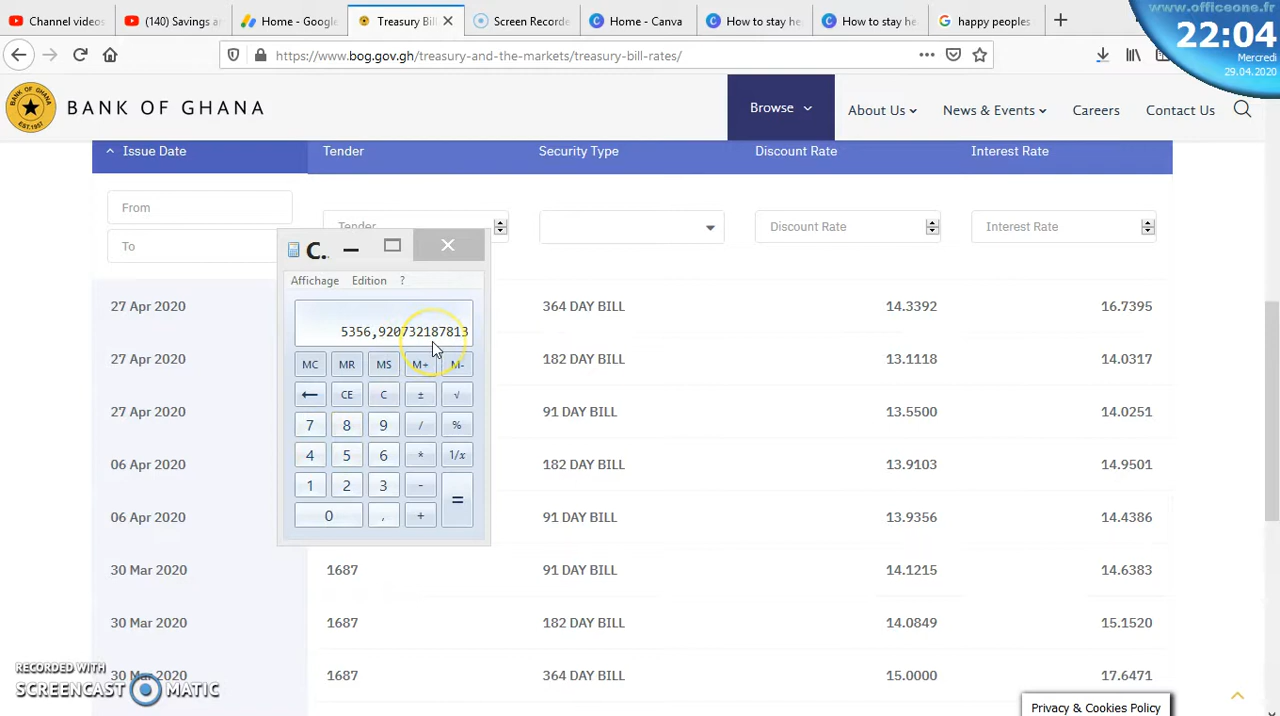 Channel videos
(140) Savings a
Home - Google
Treasury Bil
Screen Recorde
Home - Canva
How to stay he
How to stay he
happy peoples
www.officeone.fr
22:04
Mercredi
29.04.2020
https://www.bog.gov.gh/treasury-and-the-markets/treasury-bill-rates/
BANK OF GHANA
Browse
About Us
News & Events
Careers
Contact Us
Issue Date
Tender
Security Type
Discount Rate
Interest Rate
From
To
Tender
Discount Rate
Interest Rate
C.
Affichage Edition ?
5356,920732187813
MC MR MS M+ M-
← CE C ± √
7 8 9 / %
4 5 6 * 1/x
1 2 3 - =
0 , +
27 Apr 2020 364 DAY BILL 14.3392 16.7395
27 Apr 2020 182 DAY BILL 13.1118 14.0317
27 Apr 2020 91 DAY BILL 13.5500 14.0251
06 Apr 2020 182 DAY BILL 13.9103 14.9501
06 Apr 2020 91 DAY BILL 13.9356 14.4386
30 Mar 2020 1687 91 DAY BILL 14.1215 14.6383
30 Mar 2020 1687 182 DAY BILL 14.0849 15.1520
30 Mar 2020 1687 364 DAY BILL 15.0000 17.6471
RECORDED WITH
SCREENCAST MATIC
Privacy & Cookies Policy